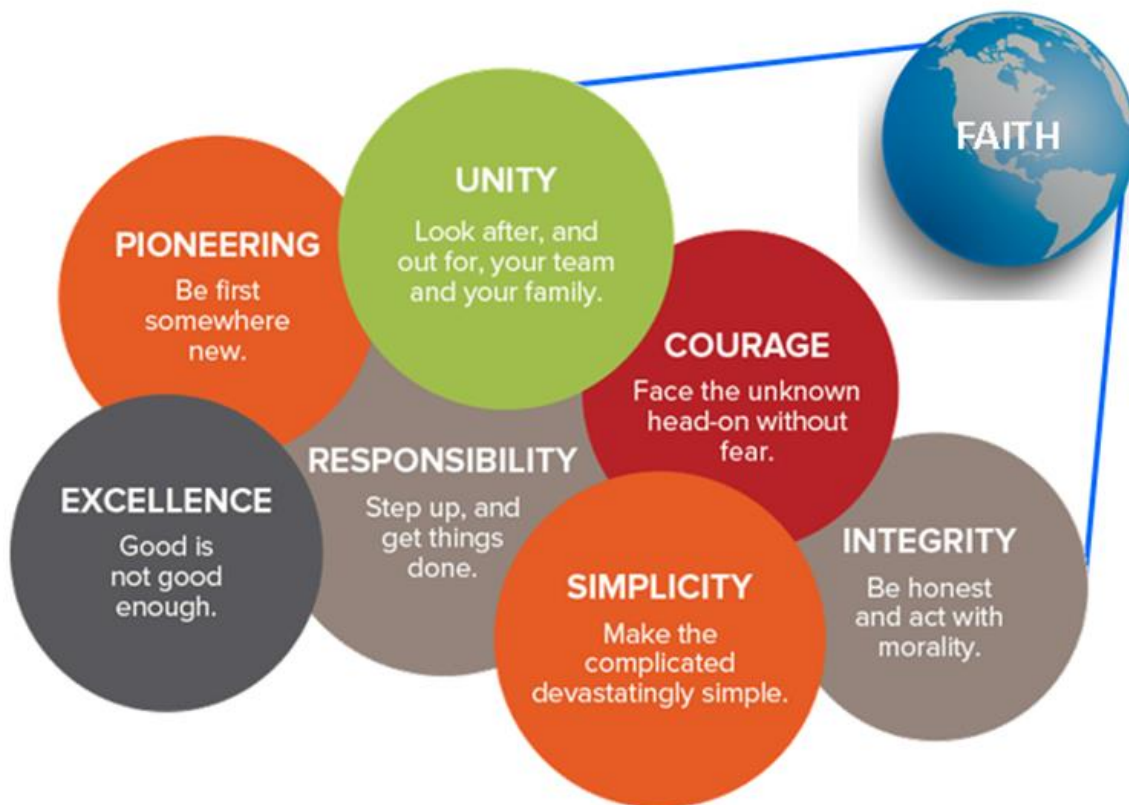 FAITH
UNITY
Look after, and
out for, your team
and your family.
PIONEERING
Be first
somewhere
new.
COURAGE
Face the unknown
head-on without
fear.
RESPONSIBILITY
Step up, and
get things
done.
EXCELLENCE
Good is
not good
enough.
SIMPLICITY
Make the
complicated
devastatingly simple.
INTEGRITY
Be honest
and act with
morality.